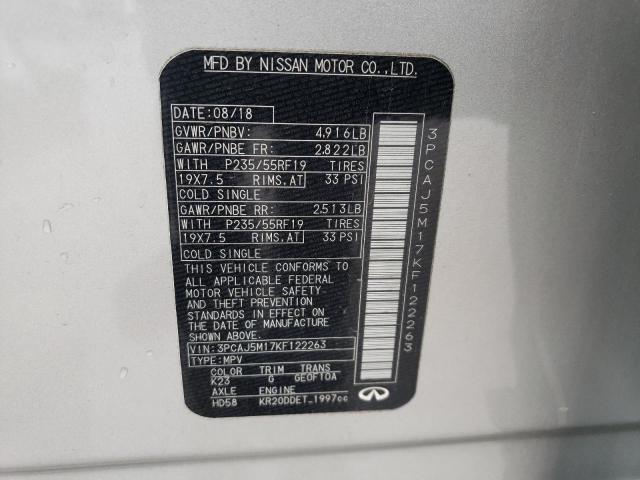 MFD BY NISSAN MOTOR CO.,LTD.
DATE:08/18
GVWR/PNBV: 4,916LB
GAWR/PNBE FR: 2,822LB
WITH P235/55RF19 TIRES
19X7.5 RIMS,AT 33 PSI
COLD SINGLE
GAWR/PNBE RR: 2,513LB
WITH P235/55RF19 TIRES
19X7.5 RIMS,AT 33 PSI
COLD SINGLE
THIS VEHICLE CONFORMS TO
ALL APPLICABLE FEDERAL
MOTOR VEHICLE SAFETY
AND THEFT PREVENTION
STANDARDS IN EFFECT ON
THE DATE OF MANUFACTURE
SHOWN ABOVE.
VIN:3PCAJ5M17KF122263
TYPE:MPV
COLOR TRIM TRANS
K23 G GE0F10A
AXLE ENGINE
HD58 KR20DDET_1997cc
3PCAJ5M17KF122263
INFINITI